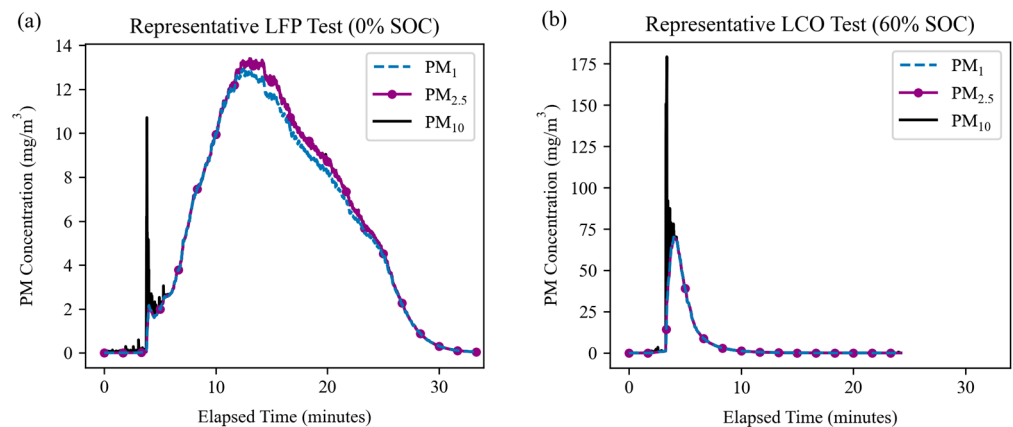 (a)
Representative LFP Test (0% SOC)
14
12
10
8
6
4
2
0
PM Concentration (mg/m³)
PM₁
PM₂.₅
PM₁₀
0
10
20
30
Elapsed Time (minutes)
(b)
Representative LCO Test (60% SOC)
175
150
125
100
75
50
25
0
PM Concentration (mg/m³)
PM₁
PM₂.₅
PM₁₀
0
10
20
30
Elapsed Time (minutes)